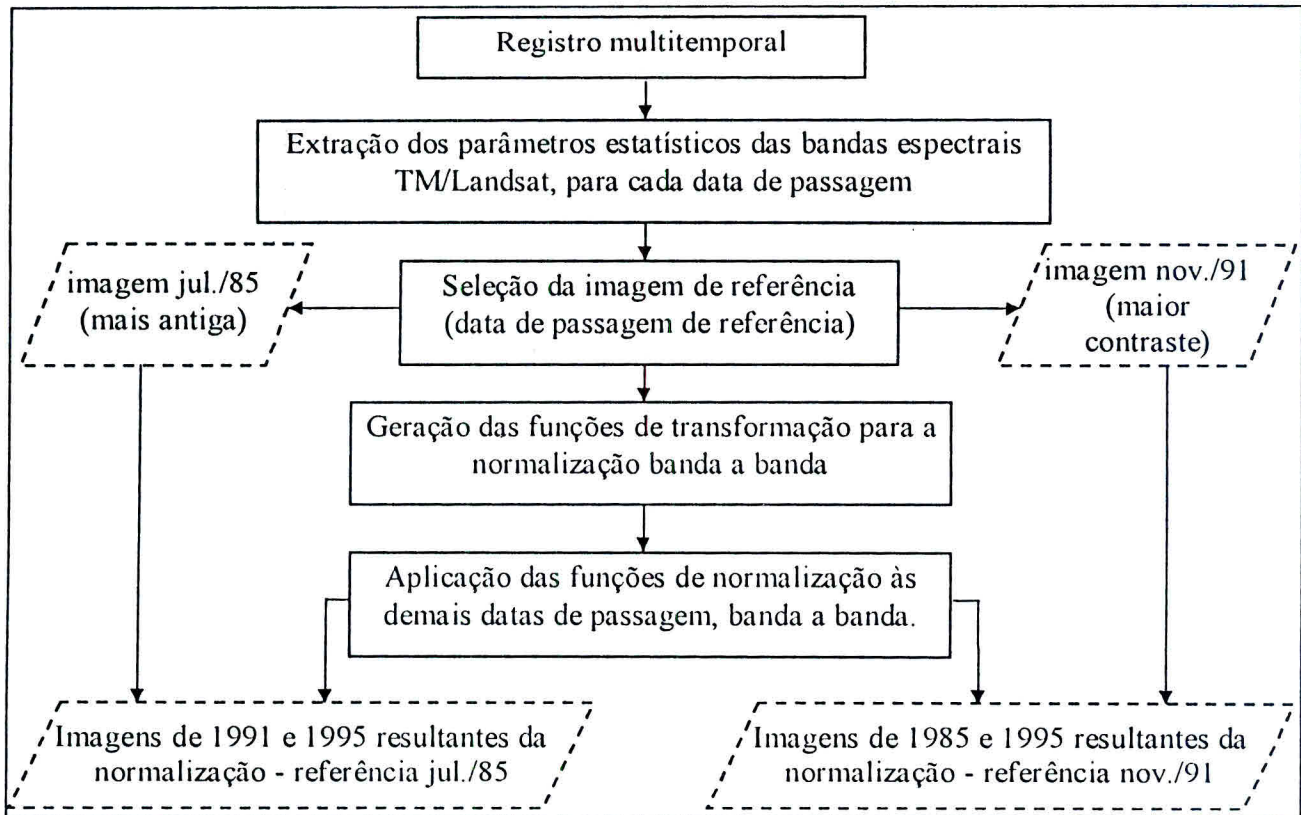 Registro multitemporal
Extração dos parâmetros estatísticos das bandas espectrais
TM/Landsat, para cada data de passagem
imagem jul./85
(mais antiga)
Seleção da imagem de referência
(data de passagem de referência)
imagem nov./91
(maior
contraste)
Geração das funções de transformação para a
normalização banda a banda
Aplicação das funções de normalização às
demais datas de passagem, banda a banda.
Imagens de 1991 e 1995 resultantes da
normalização - referência jul./85
Imagens de 1985 e 1995 resultantes da
normalização - referência nov./91